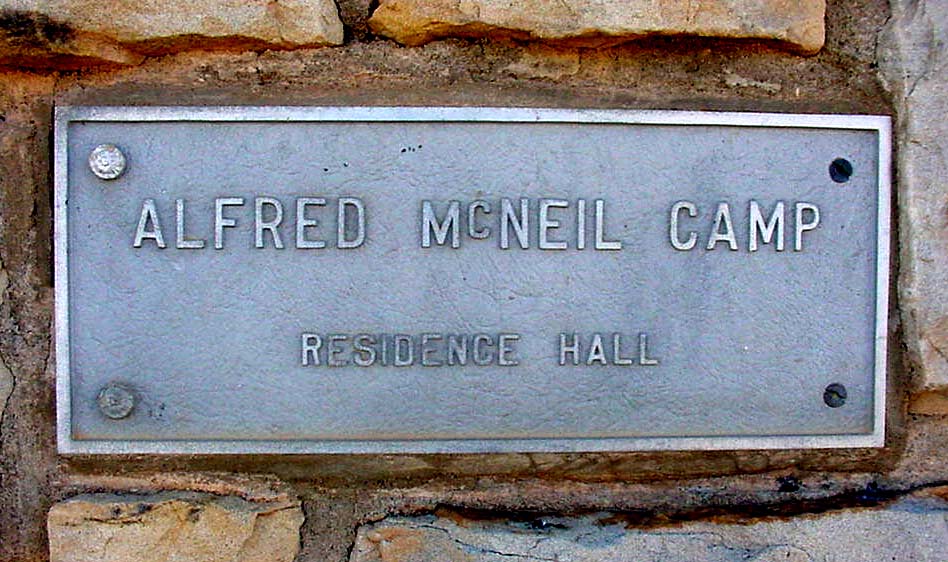 ALFRED McNEIL CAMP
RESIDENCE HALL